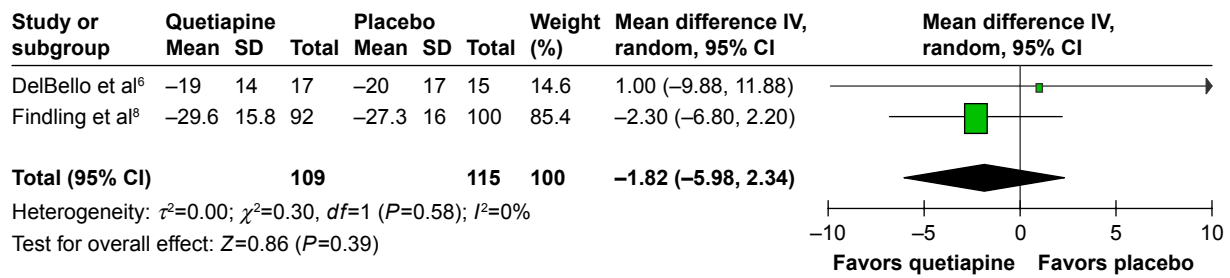 Study or subgroup Quetiapine Placebo Weight (%) Mean difference IV, random, 95% CI Mean difference IV, random, 95% CI
Mean SD Total Mean SD Total
DelBello et al⁶ –19 14 17 –20 17 15 14.6 1.00 (–9.88, 11.88)
Findling et al⁸ –29.6 15.8 92 –27.3 16 100 85.4 –2.30 (–6.80, 2.20)
Total (95% CI) 109 115 100 –1.82 (–5.98, 2.34)
Heterogeneity: τ²=0.00; χ²=0.30, df=1 (P=0.58); I²=0%
Test for overall effect: Z=0.86 (P=0.39)
–10 –5 0 5 10
Favors quetiapine Favors placebo